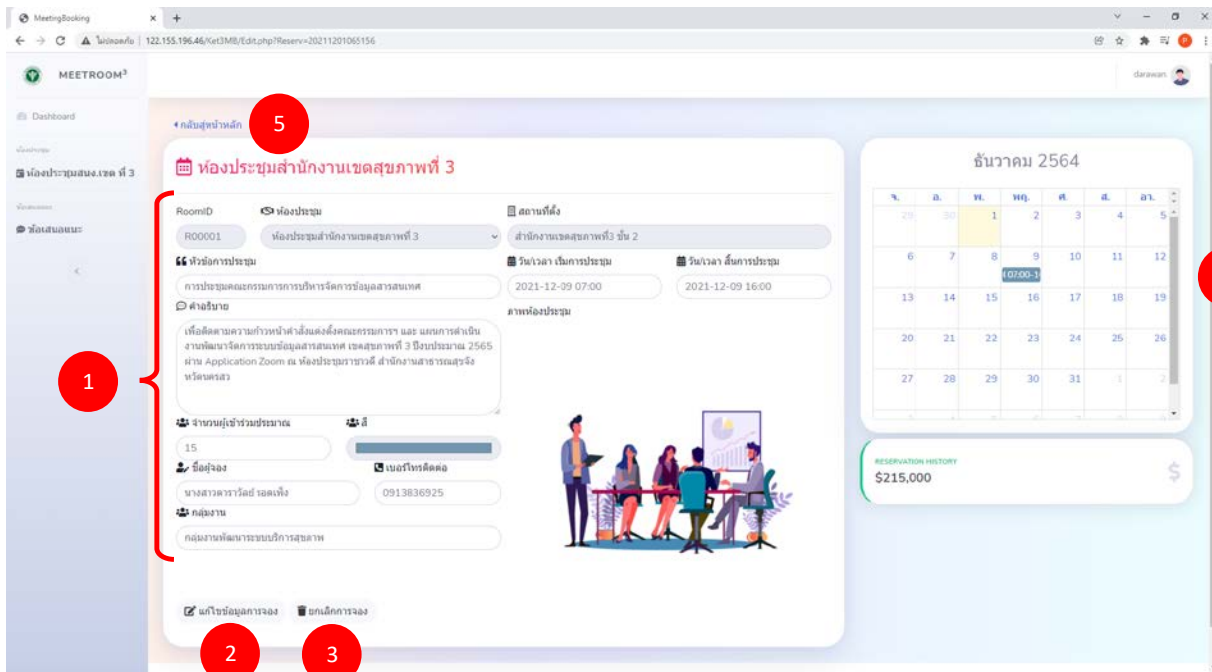 MeetingBooking
ไม่ปลอดภัย
122.155.196.46/Ket3MB/Edit.php?Reserv=20211201065156
P
MEETROOM³
darawan
Dashboard
ห้องประชุม
ห้องประชุมสนง.เขต ที่ 3
ข้อเสนอแนะ
ข้อเสนอแนะ
กลับสู่หน้าหลัก
5
ห้องประชุมสำนักงานเขตสุขภาพที่ 3
RoomID
ห้องประชุม
สถานที่ตั้ง
R00001
ห้องประชุมสำนักงานเขตสุขภาพที่ 3
สำนักงานเขตสุขภาพที่3 ชั้น 2
หัวข้อการประชุม
วัน/เวลา เริ่มการประชุม
วัน/เวลา สิ้นการประชุม
การประชุมคณะกรรมการการบริหารจัดการข้อมูลสารสนเทศ
2021-12-09 07:00
2021-12-09 16:00
คำอธิบาย
ภาพห้องประชุม
เพื่อติดตามความก้าวหน้าคำสั่งแต่งตั้งคณะกรรมการฯ และ แผนการดำเนิน
งานพัฒนาจัดการระบบข้อมูลสารสนเทศ เขตสุขภาพที่ 3 ปีงบประมาณ 2565
ผ่าน Application Zoom ณ ห้องประชุมราชาวดี สำนักงานสาธารณสุขจัง
หวัดนครสว
1
จำนวนผู้เข้าร่วมประมาณ
สี
15
ชื่อผู้จอง
เบอร์โทรติดต่อ
นางสาวดาราวัลย์ รอดเพ็ง
0913836925
กลุ่มงาน
กลุ่มงานพัฒนาระบบบริการสุขภาพ
แก้ไขข้อมูลการจอง
ยกเลิกการจอง
2
3
ธันวาคม 2564
จ. อ. พ. พฤ. ศ. ส. อา.
29 30 1 2 3 4 5
6 7 8 9 10 11 12
07:00-1
13 14 15 16 17 18 19
20 21 22 23 24 25 26
27 28 29 30 31 1 2
RESERVATION HISTORY
$215,000
$